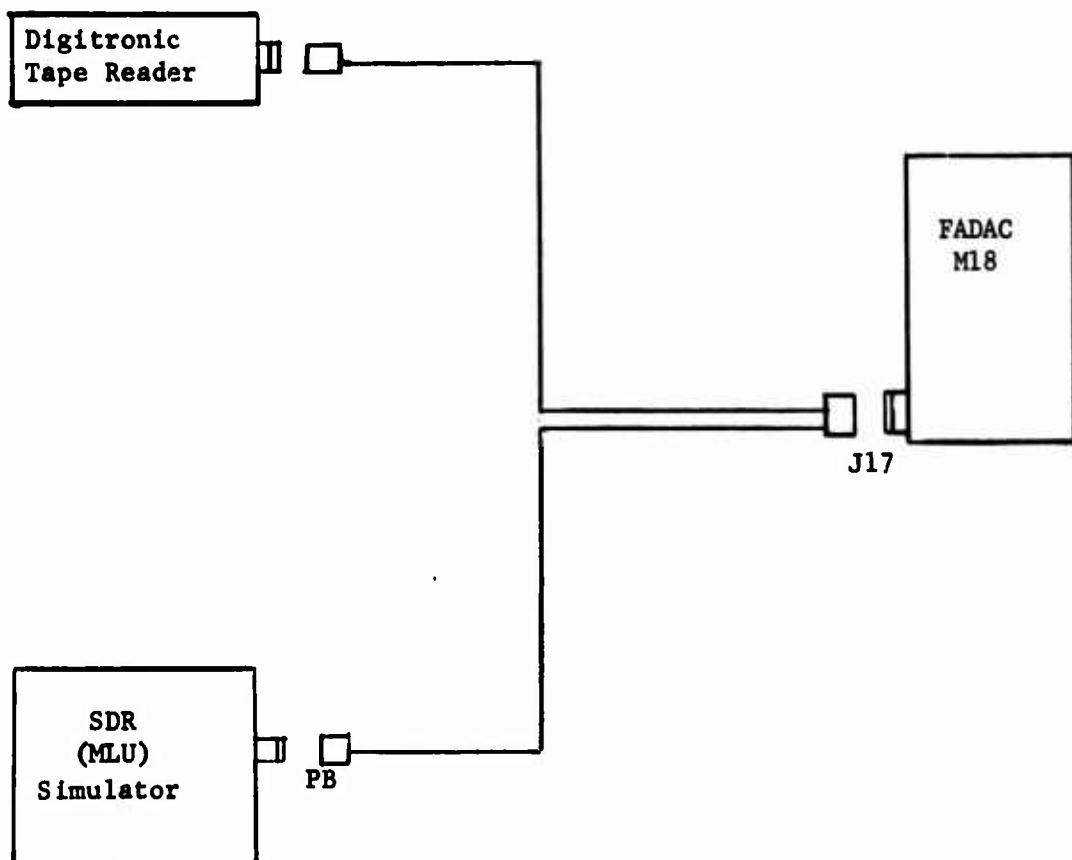 Digitronic
Tape Reader
FADAC
M18
J17
SDR
(MLU)
Simulator
PB